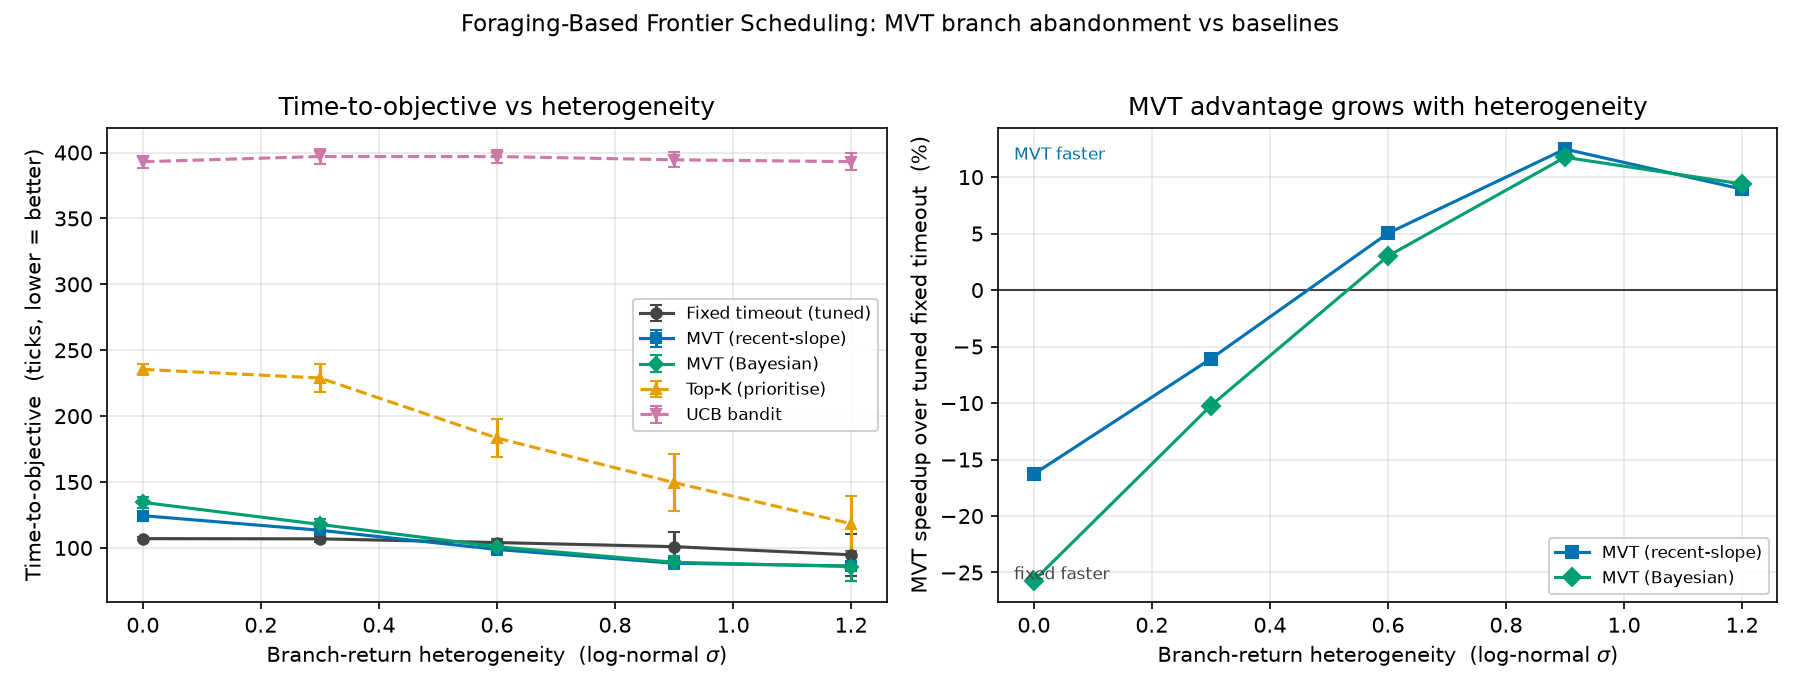 Foraging-Based Frontier Scheduling: MVT branch abandonment vs baselines
Time-to-objective vs heterogeneity
Time-to-objective (ticks, lower = better)
400
350
300
250
200
150
100
Fixed timeout (tuned)
MVT (recent-slope)
MVT (Bayesian)
Top-K (prioritise)
UCB bandit
0.0
0.2
0.4
0.6
0.8
1.0
1.2
Branch-return heterogeneity (log-normal σ)
MVT advantage grows with heterogeneity
MVT speedup over tuned fixed timeout (%)
10
5
0
−5
−10
−15
−20
−25
MVT faster
fixed faster
MVT (recent-slope)
MVT (Bayesian)
0.0
0.2
0.4
0.6
0.8
1.0
1.2
Branch-return heterogeneity (log-normal σ)